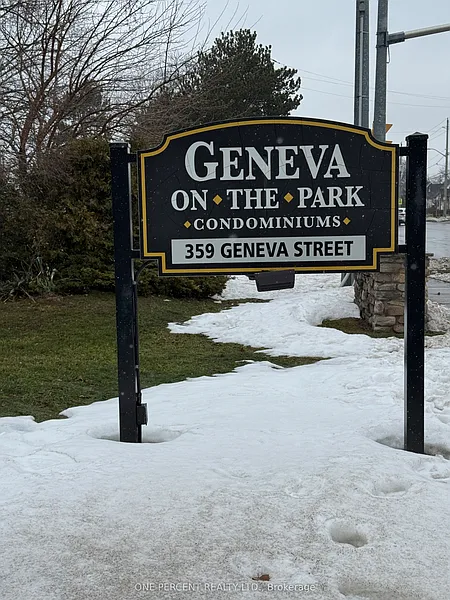 GENEVA
ON • THE • PARK
• CONDOMINIUMS •
359 GENEVA STREET
ONE PERCENT REALTY LTD., Brokerage